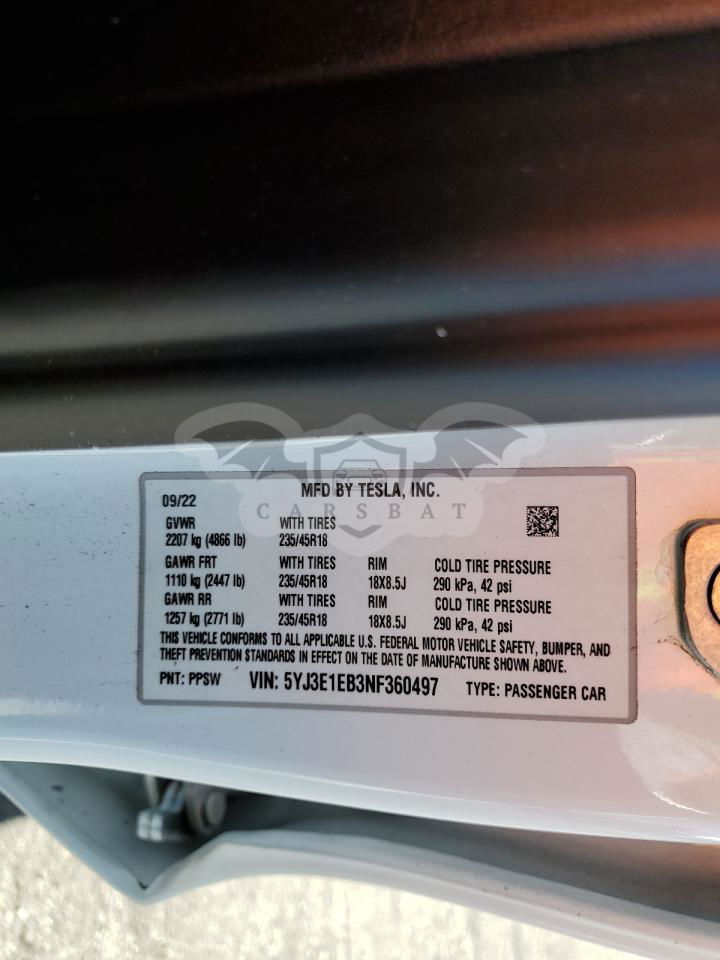 MFD BY TESLA, INC.
09/22
CARSBAT
GVWR WITH TIRES
2207 kg (4866 lb) 235/45R18
GAWR FRT WITH TIRES RIM COLD TIRE PRESSURE
1110 kg (2447 lb) 235/45R18 18X8.5J 290 kPa, 42 psi
GAWR RR WITH TIRES RIM COLD TIRE PRESSURE
1257 kg (2771 lb) 235/45R18 18X8.5J 290 kPa, 42 psi
THIS VEHICLE CONFORMS TO ALL APPLICABLE U.S. FEDERAL MOTOR VEHICLE SAFETY, BUMPER, AND
THEFT PREVENTION STANDARDS IN EFFECT ON THE DATE OF MANUFACTURE SHOWN ABOVE.
PNT: PPSW VIN: 5YJ3E1EB3NF360497 TYPE: PASSENGER CAR